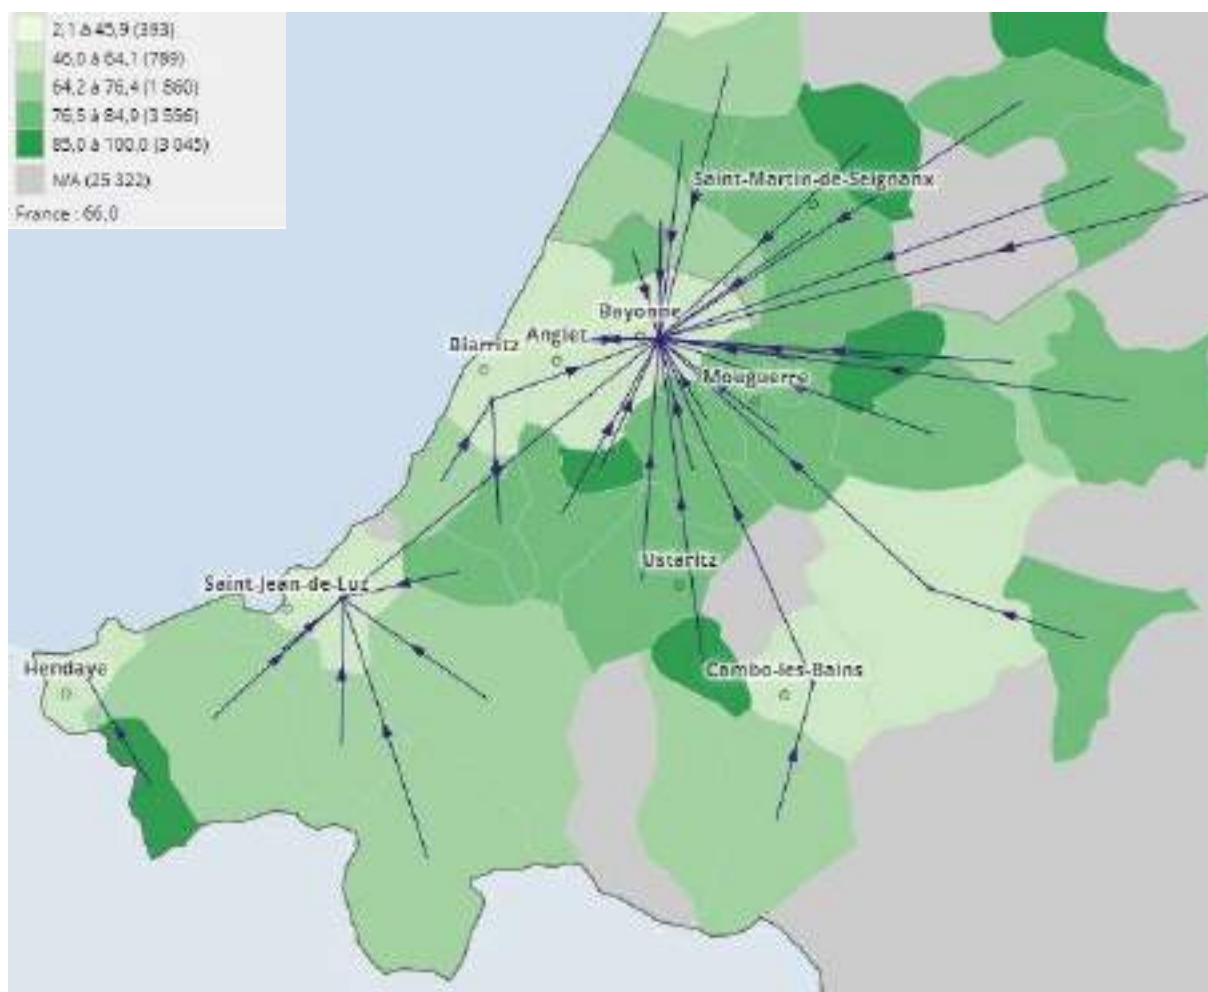 2,1 à 45,9 (393)
46,0 à 64,1 (789)
64,2 à 76,4 (1 860)
76,5 à 84,9 (3 596)
85,0 à 100,0 (3 045)
N/A (25 322)
France : 66,0
Saint-Martin-de-Seignanx
Bayonne
Anglet
Biarritz
Mouguerre
Ustaritz
Saint-Jean-de-Luz
Cambo-les-Bains
Hendaye